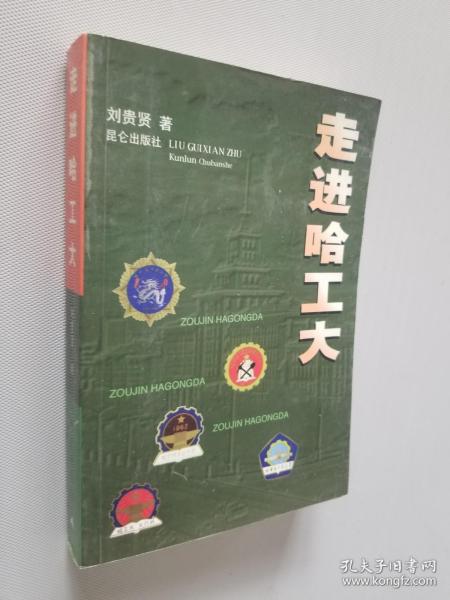 刘贵贤 著
昆仑出版社 LIU GUIXIAN ZHU
Kunlun Chubanshe
走进哈工大
ZOUJIN HAGONGDA
ZOUJIN HAGONGDA
ZOUJIN HAGONGDA
1962
孔夫子旧书网
www.kongfz.com